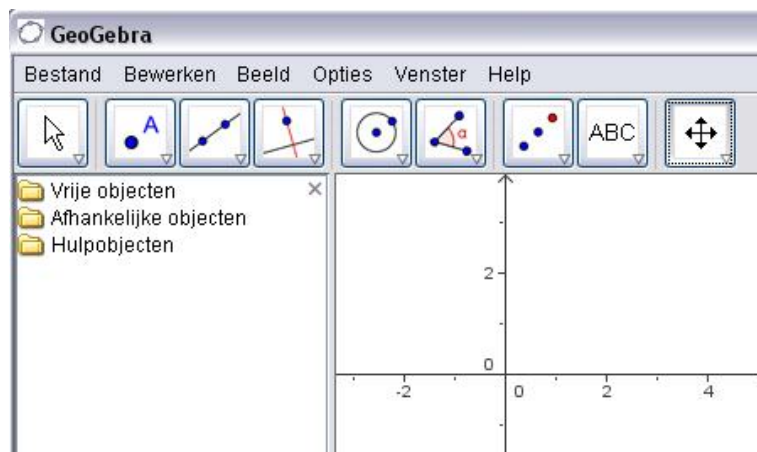 GeoGebra
Bestand Bewerken Beeld Opties Venster Help
A α ABC
Vrije objecten
Afhankelijke objecten
Hulpobjecten
2
0
-2 0 2 4